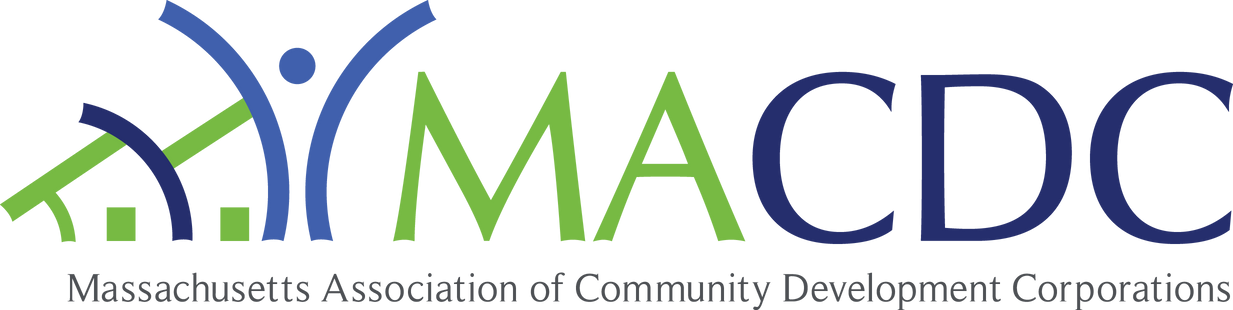 MACDC
Massachusetts Association of Community Development Corporations